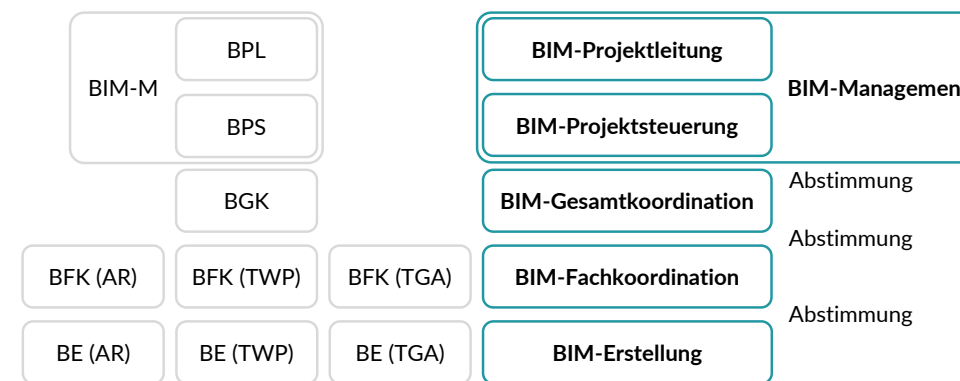 BPL
BIM-M
BPS
BGK
BFK (AR) BFK (TWP) BFK (TGA)
BE (AR) BE (TWP) BE (TGA)
BIM-Projektleitung
BIM-Managemen
BIM-Projektsteuerung
Abstimmung
BIM-Gesamtkoordination
Abstimmung
BIM-Fachkoordination
Abstimmung
BIM-Erstellung